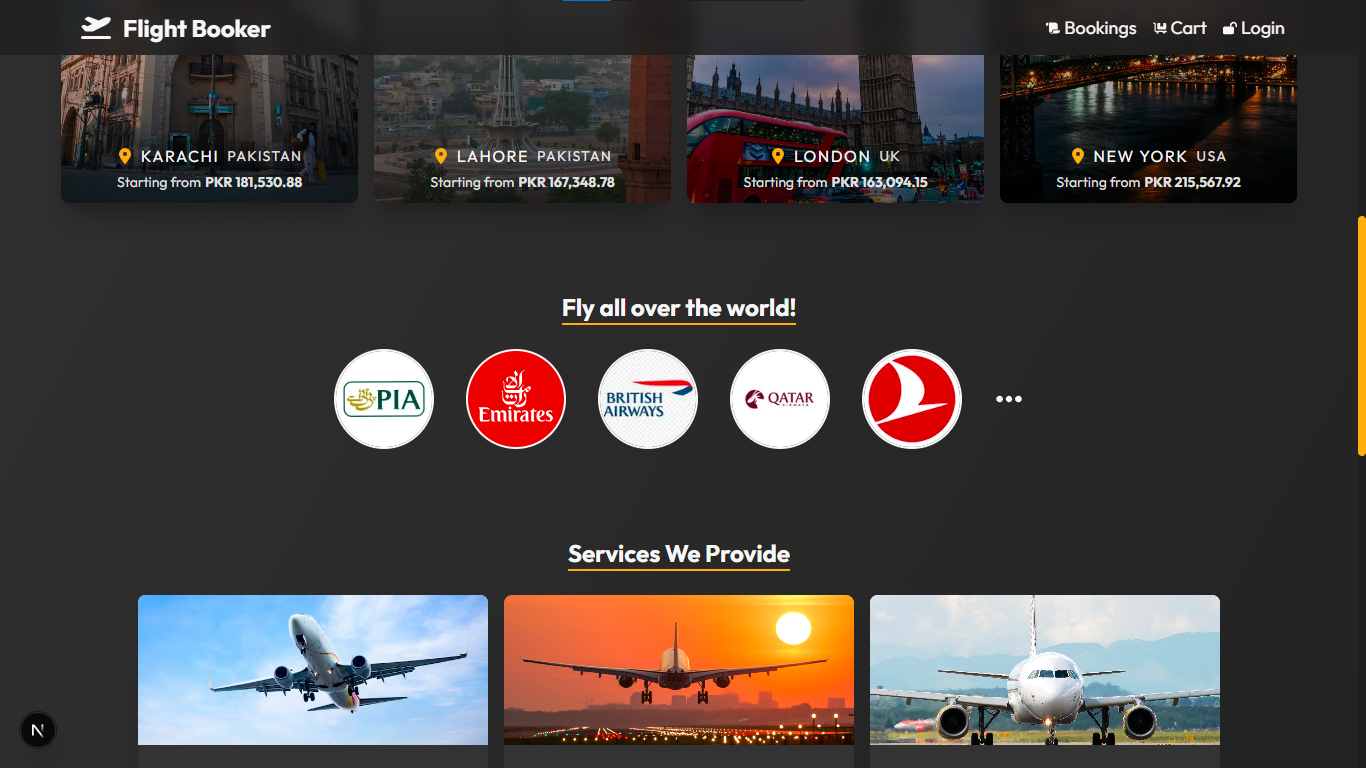 Flight Booker
Bookings Cart Login
KARACHI PAKISTAN
Starting from PKR 181,530.88
LAHORE PAKISTAN
Starting from PKR 167,348.78
LONDON UK
Starting from PKR 163,094.15
NEW YORK USA
Starting from PKR 215,567.92
Fly all over the world!
PIA
Emirates
BRITISH
AIRWAYS
QATAR
AIRWAYS
•••
Services We Provide
N